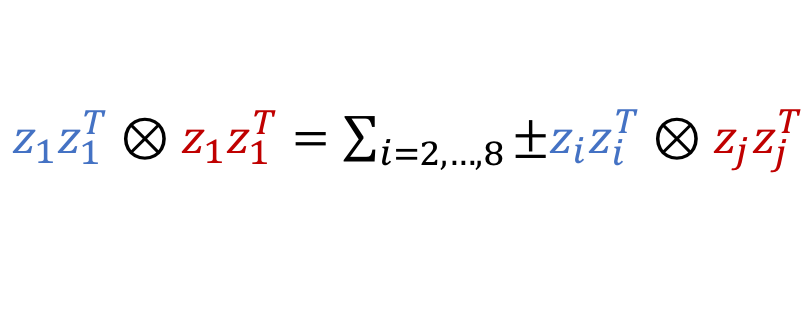 z₁z₁ᵀ ⊗ z₁z₁ᵀ = ∑ᵢ₌₂,…,₈ ±zᵢzᵢᵀ ⊗ zⱼzⱼᵀ